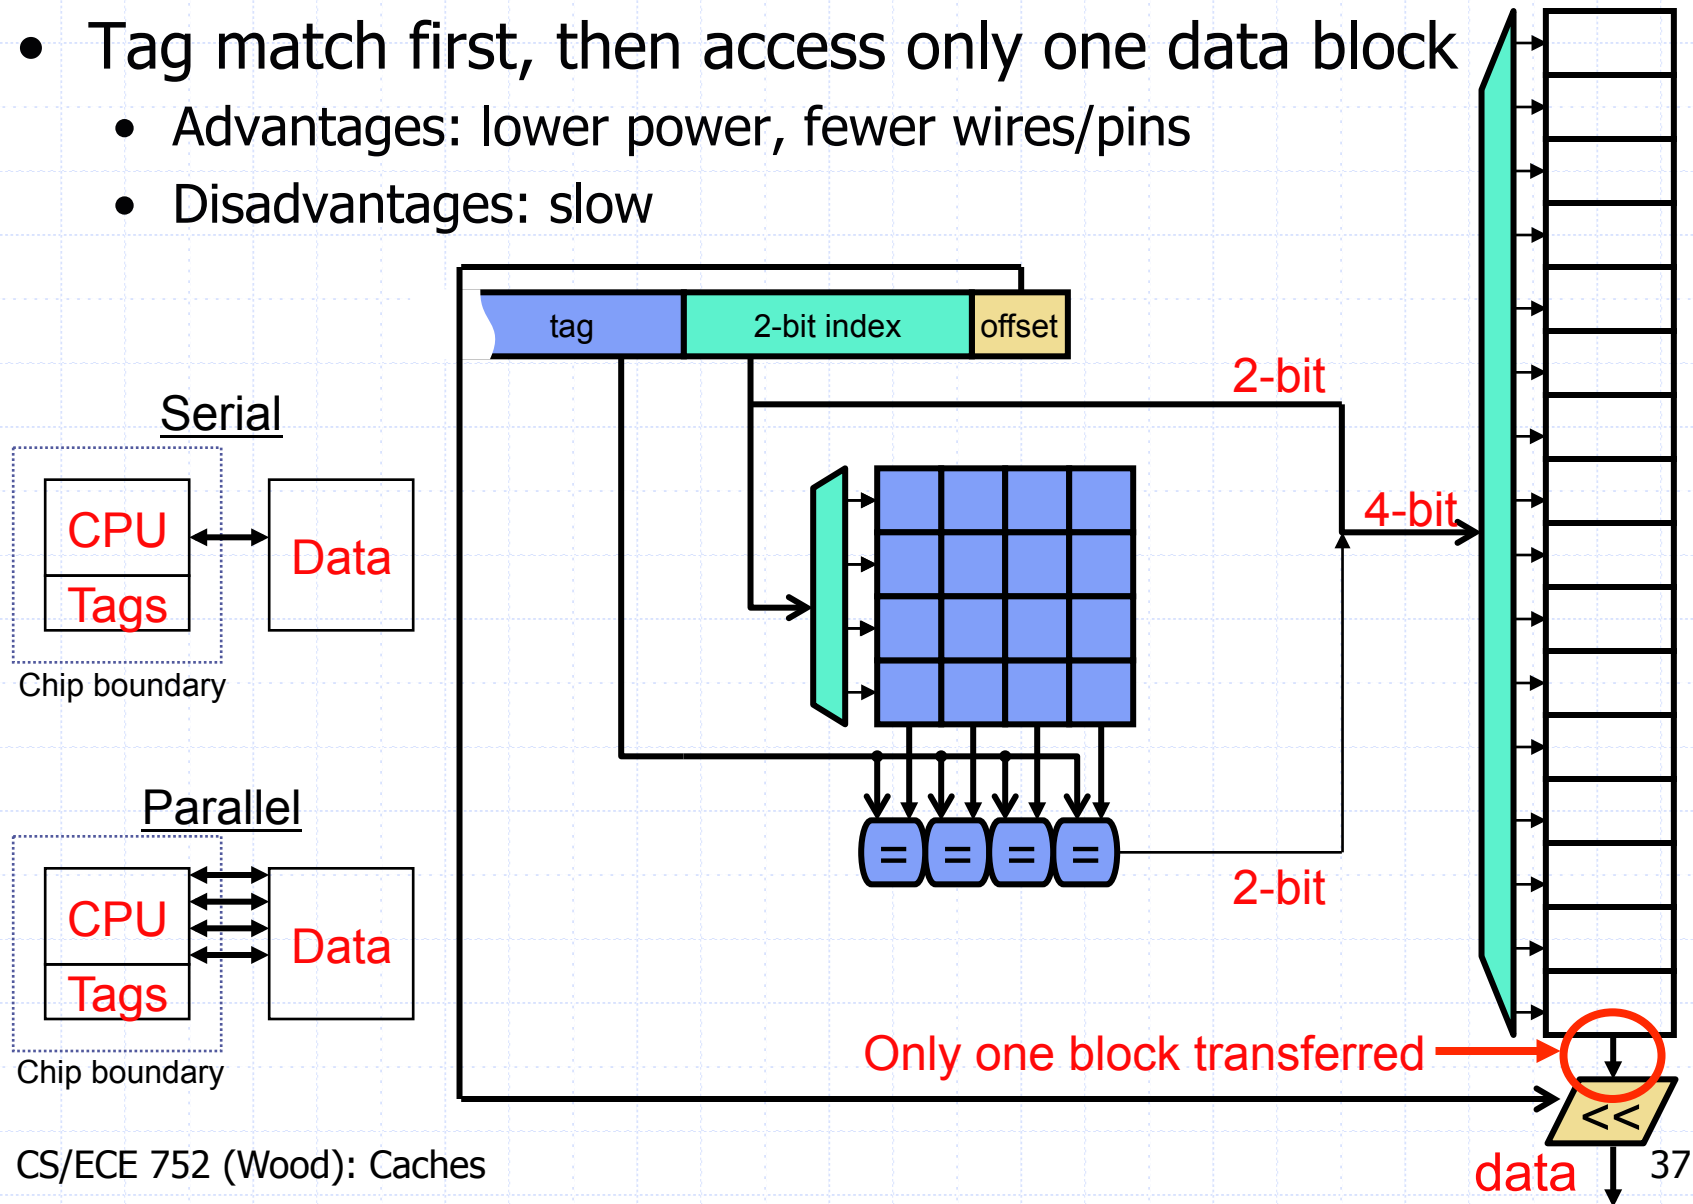 • Tag match first, then access only one data block
• Advantages: lower power, fewer wires/pins
• Disadvantages: slow
tag
2-bit index
offset
2-bit
Serial
CPU
Tags
Data
4-bit
Chip boundary
Parallel
CPU
Tags
Data
= = = =
2-bit
Chip boundary
Only one block transferred
<<
data
CS/ECE 752 (Wood): Caches
37